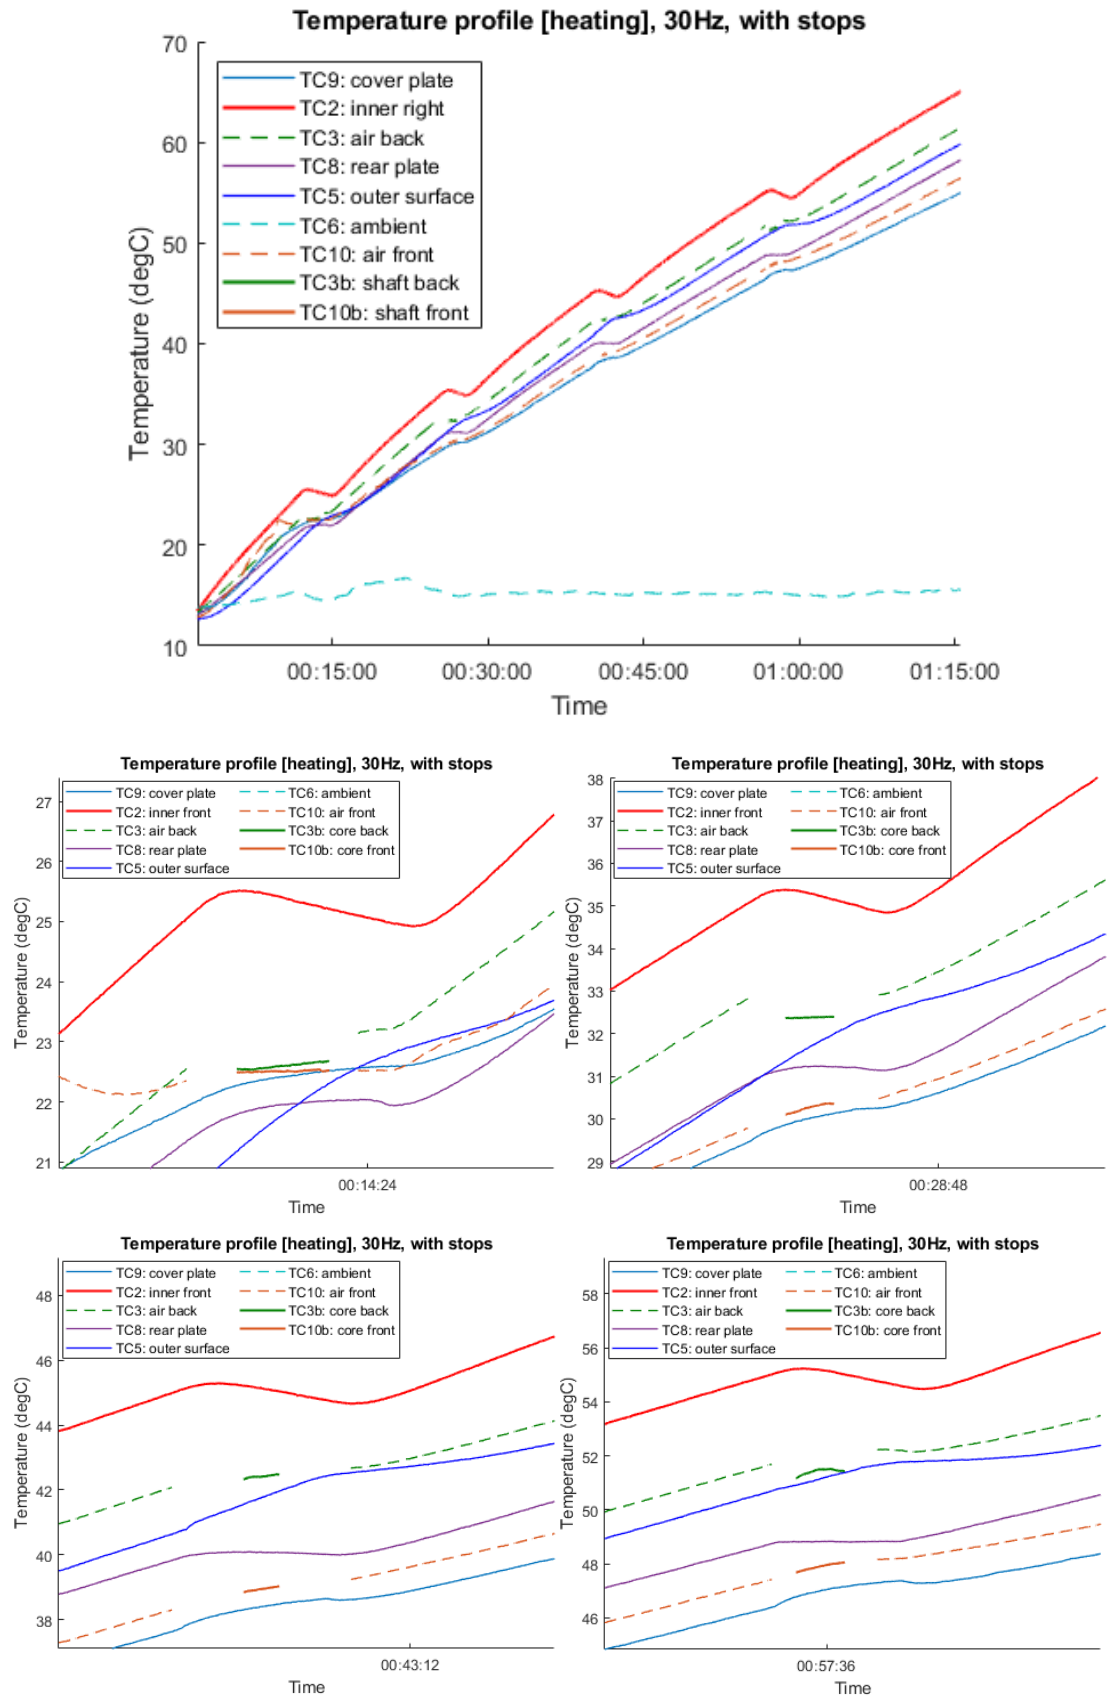 Temperature profile [heating], 30Hz, with stops
70
60
50
40
30
20
10
Temperature (degC)
TC9: cover plate
TC2: inner right
TC3: air back
TC8: rear plate
TC5: outer surface
TC6: ambient
TC10: air front
TC3b: shaft back
TC10b: shaft front
00:15:00 00:30:00 00:45:00 01:00:00 01:15:00
Time
Temperature profile [heating], 30Hz, with stops
27
26
25
24
23
22
21
Temperature (degC)
TC9: cover plate TC6: ambient
TC2: inner front TC10: air front
TC3: air back TC3b: core back
TC8: rear plate TC10b: core front
TC5: outer surface
00:14:24
Time
Temperature profile [heating], 30Hz, with stops
38
37
36
35
34
33
32
31
30
29
Temperature (degC)
TC9: cover plate TC6: ambient
TC2: inner front TC10: air front
TC3: air back TC3b: core back
TC8: rear plate TC10b: core front
TC5: outer surface
00:28:48
Time
Temperature profile [heating], 30Hz, with stops
48
46
44
42
40
38
Temperature (degC)
TC9: cover plate TC6: ambient
TC2: inner front TC10: air front
TC3: air back TC3b: core back
TC8: rear plate TC10b: core front
TC5: outer surface
00:43:12
Time
Temperature profile [heating], 30Hz, with stops
58
56
54
52
50
48
46
Temperature (degC)
TC9: cover plate TC6: ambient
TC2: inner front TC10: air front
TC3: air back TC3b: core back
TC8: rear plate TC10b: core front
TC5: outer surface
00:57:36
Time